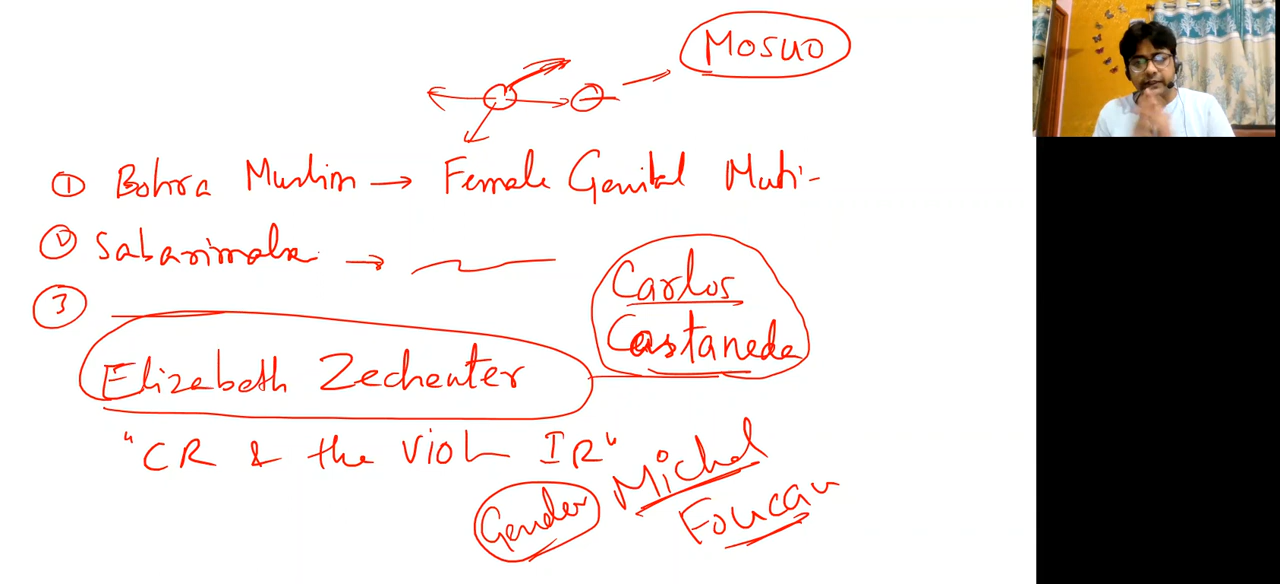 MOSUO
① Bohra Muslim → Female Genital Muti-
② Sabarimala →
③
Carlos
Castaneda
Elizabeth Zechenter
"CR & the Viol IR"
Gender Michel
Foucau